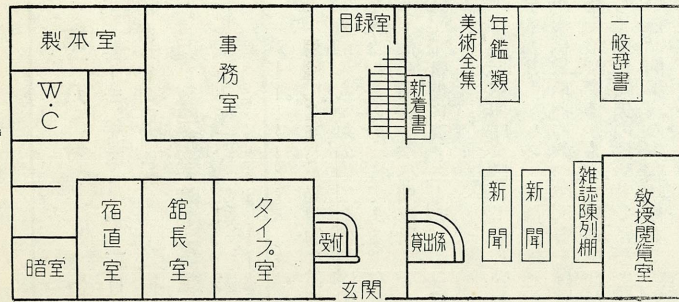 製本室
W.C
事務室
目録室
新着書
美術全集
年鑑類
一般辞書
暗室
宿直室
舘長室
タイプ室
受付
玄関
貸出係
新聞
新聞
雑誌陳列棚
教授閲覧室